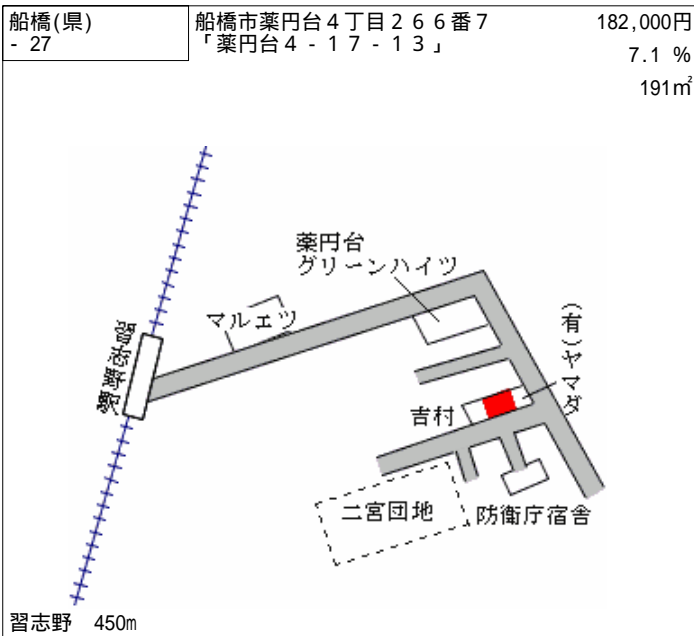 船橋(県)
- 27
船橋市薬円台４丁目２６６番７
「薬円台４-１７-１３」
182,000円
7.1 %
191㎡
薬円台
グリーンハイツ
マルエツ
(有)ヤマダ
吉村
二宮団地
防衛庁宿舎
習志野 450m